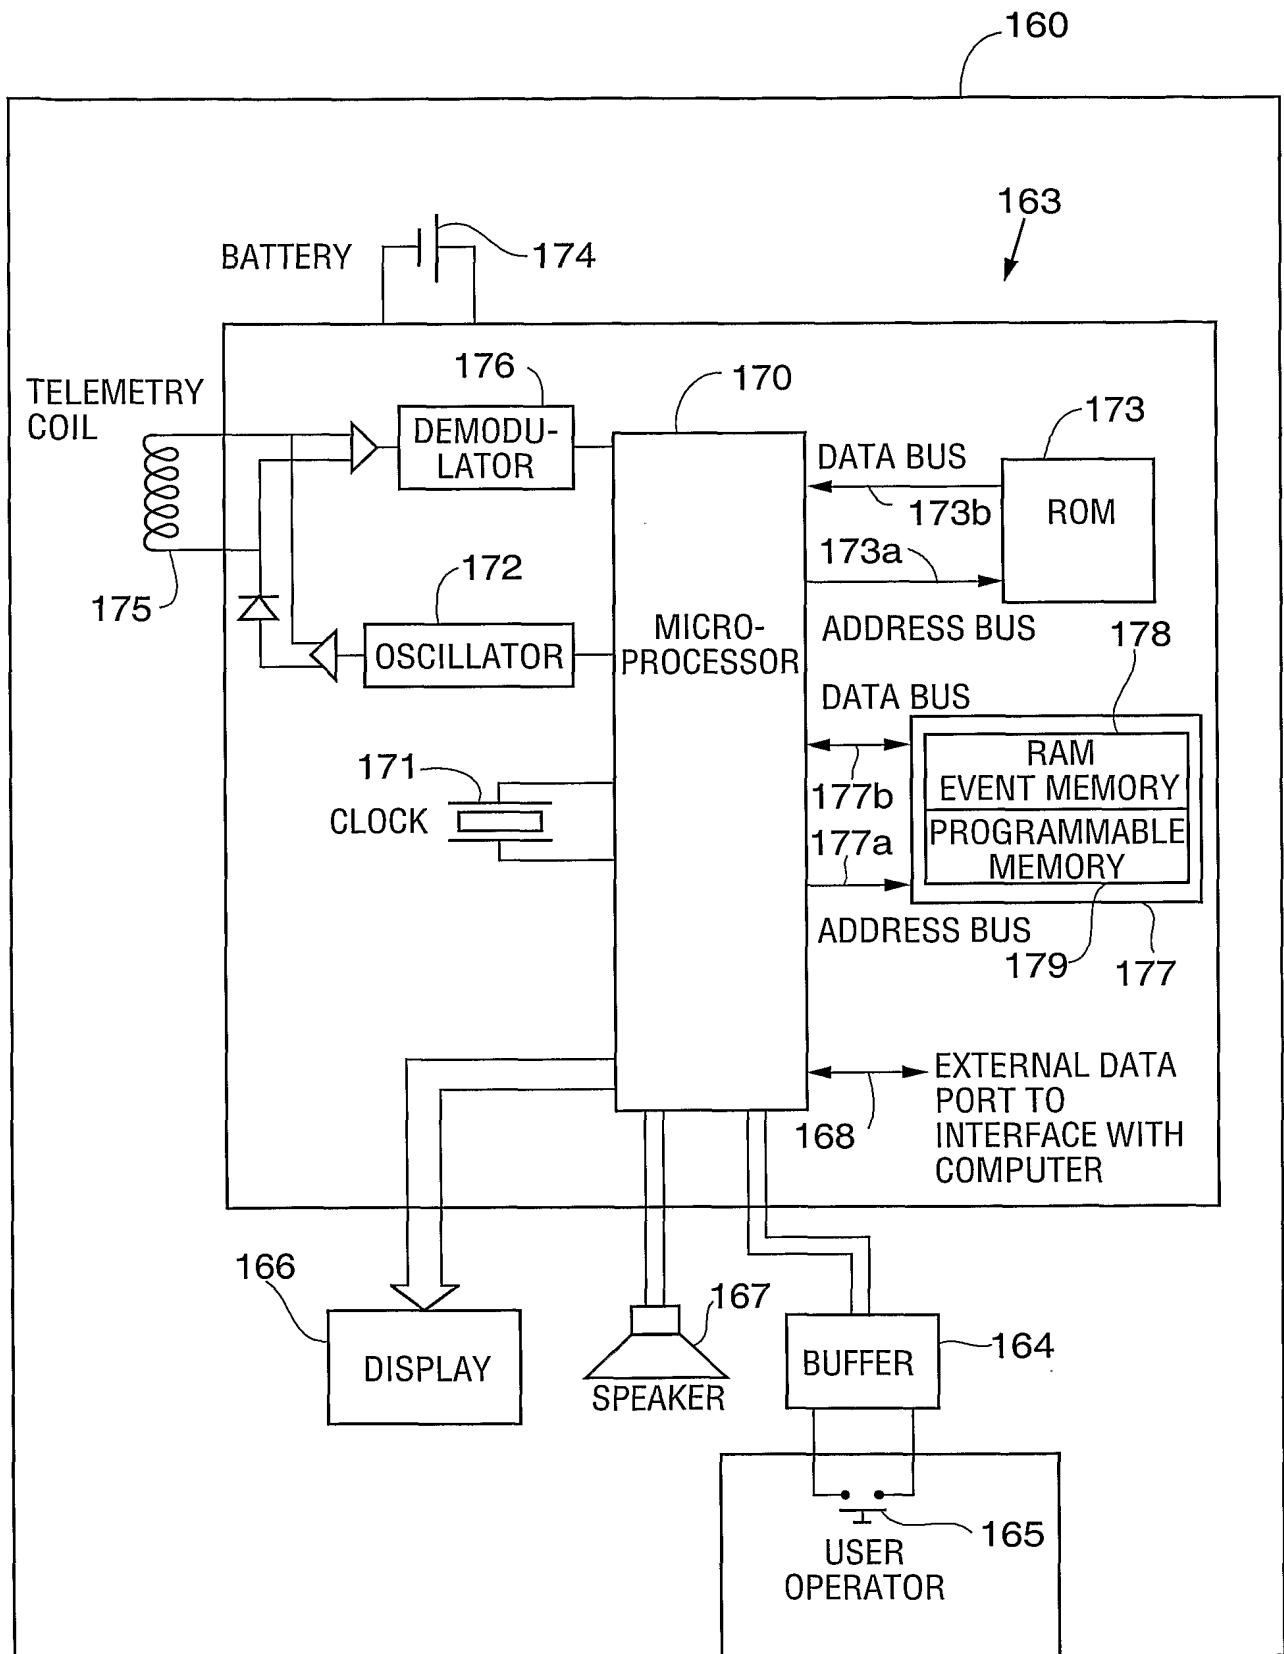 160
163
BATTERY
174
TELEMETRY
COIL
176
170
173
DEMODU-
LATOR
DATA BUS
173b
ROM
173a
175
172
OSCILLATOR
MICRO-
PROCESSOR
ADDRESS BUS
178
DATA BUS
171
CLOCK
177b
RAM
EVENT MEMORY
177a
PROGRAMMABLE
MEMORY
ADDRESS BUS
179
177
168
EXTERNAL DATA
PORT TO
INTERFACE WITH
COMPUTER
166
DISPLAY
167
SPEAKER
164
BUFFER
165
USER
OPERATOR